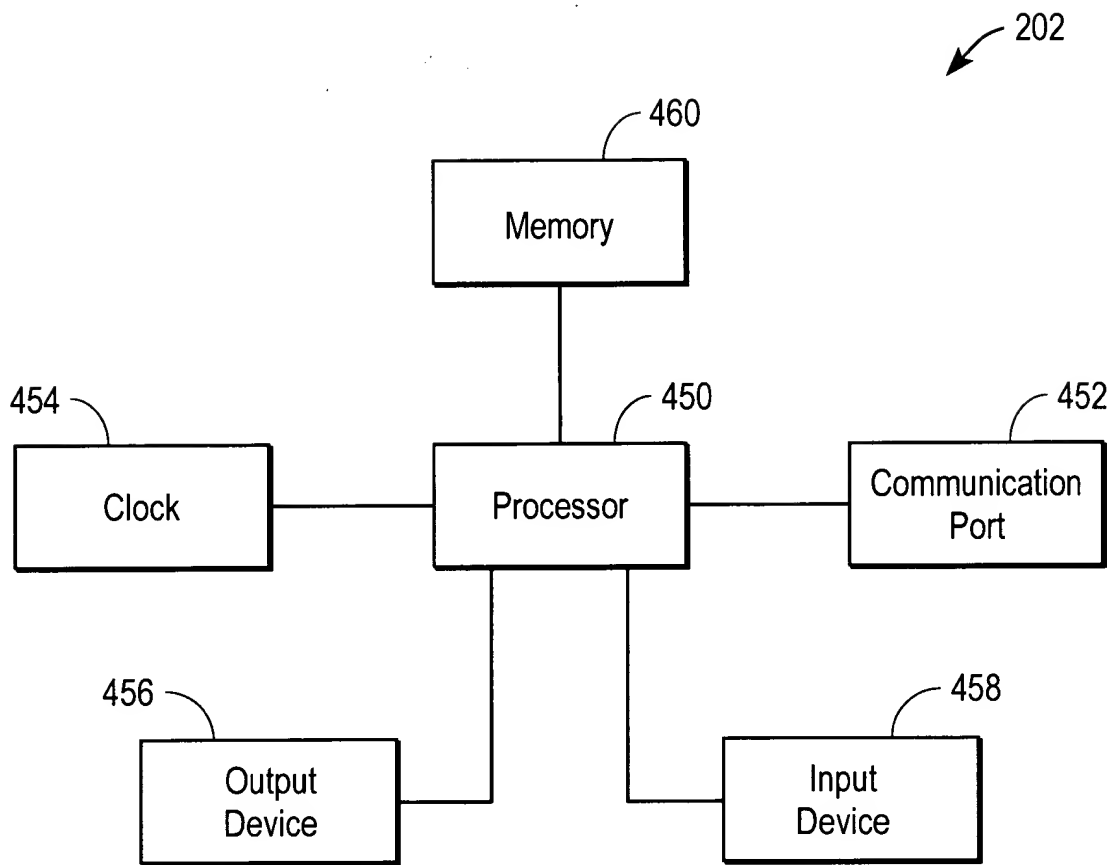 202
460
Memory
454
450
452
Clock
Processor
Communication
Port
456
458
Output
Device
Input
Device